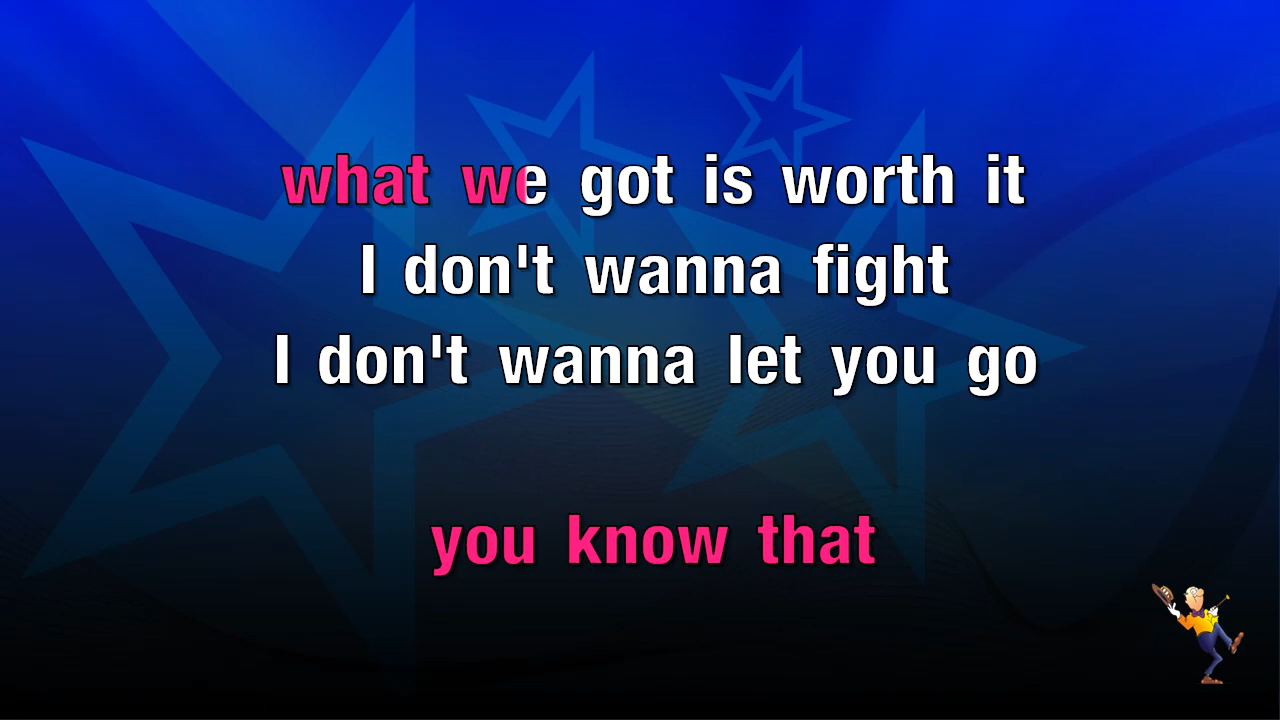 what we got is worth it
I don't wanna fight
I don't wanna let you go
you know that